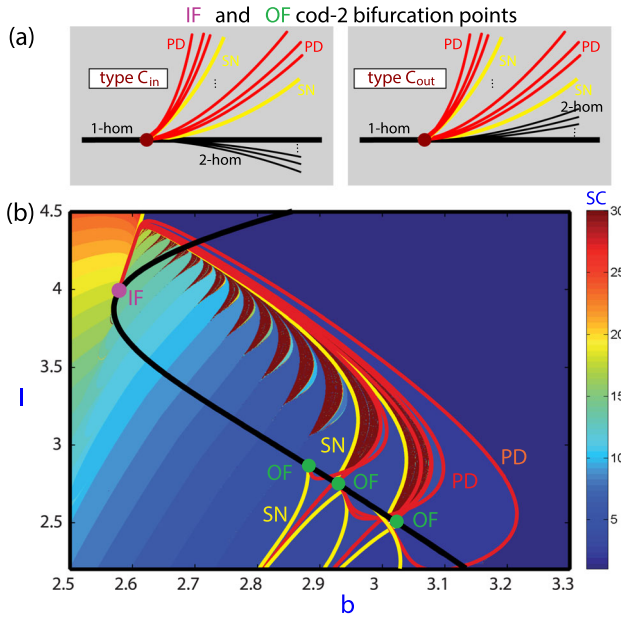 IF and OF cod-2 bifurcation points
(a)
PD
SN
PD
SN
type Cin
1-hom
2-hom
PD
SN
PD
SN
type Cout
1-hom
2-hom
(b)
SC
4.5
4
3.5
3
2.5
I
IF
SN
OF
OF
SN
OF
PD
PD
30
25
20
15
10
5
2.5 2.6 2.7 2.8 2.9 3 3.1 3.2 3.3
b